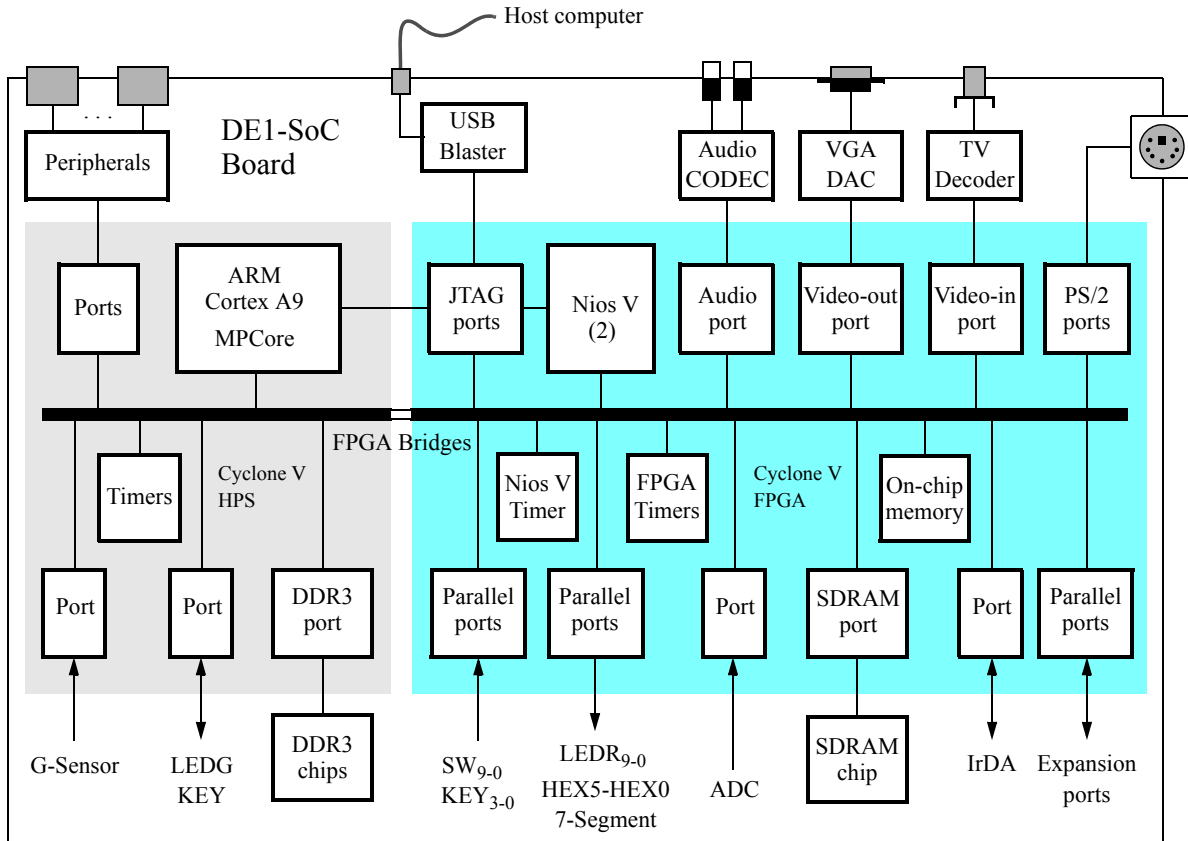 Host computer
DE1-SoC
Board
. . .
Peripherals
USB
Blaster
Audio
CODEC
VGA
DAC
TV
Decoder
Ports
ARM
Cortex A9
MPCore
JTAG
ports
Nios V
(2)
Audio
port
Video-out
port
Video-in
port
PS/2
ports
FPGA Bridges
Timers
Cyclone V
HPS
Nios V
Timer
FPGA
Timers
Cyclone V
FPGA
On-chip
memory
Port
Port
DDR3
port
Parallel
ports
Parallel
ports
Port
SDRAM
port
Port
Parallel
ports
G-Sensor
LEDG
KEY
DDR3
chips
SW9-0
KEY3-0
LEDR9-0
HEX5-HEX0
7-Segment
ADC
SDRAM
chip
IrDA
Expansion
ports